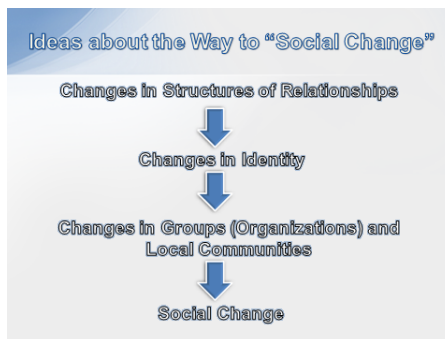 Ideas about the Way to “Social Change”
Changes in Structures of Relationships
Changes in Identity
Changes in Groups (Organizations) and
Local Communities
Social Change